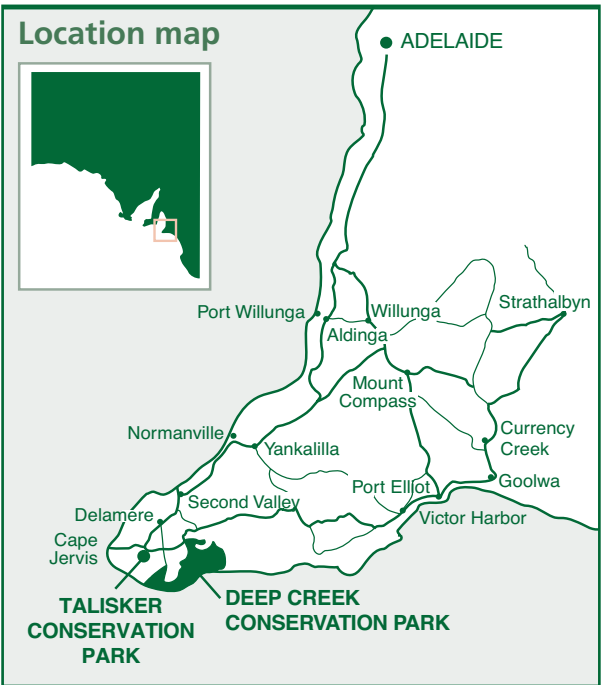 Location map
ADELAIDE
Port Willunga
Willunga
Strathalbyn
Aldinga
Mount
Compass
Normanville
Yankalilla
Currency
Creek
Port Elliot
Goolwa
Second Valley
Victor Harbor
Delamere
Cape
Jervis
TALISKER
CONSERVATION
PARK
DEEP CREEK
CONSERVATION PARK